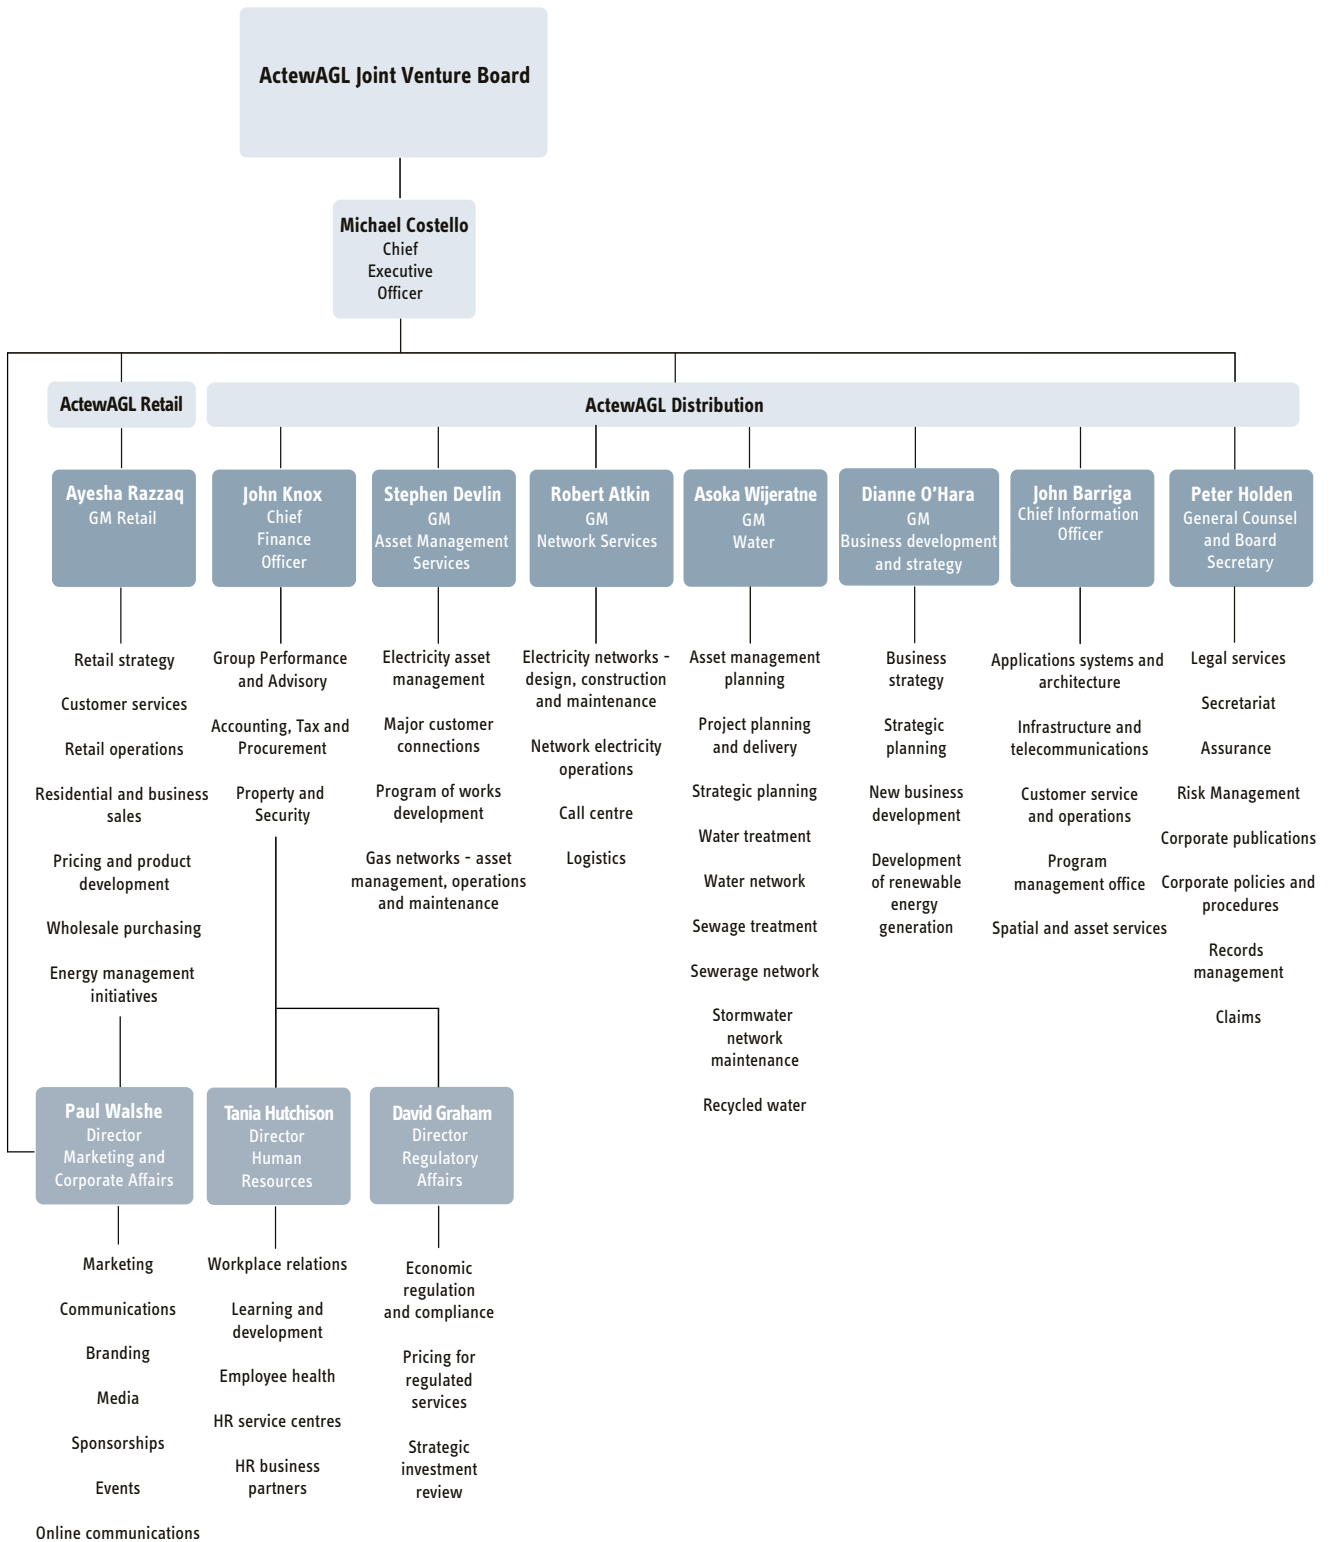 ActewAGL Joint Venture Board
Michael Costello
Chief
Executive
Officer
ActewAGL Retail
ActewAGL Distribution
Ayesha Razzaq
GM Retail
John Knox
Chief
Finance
Officer
Stephen Devlin
GM
Asset Management
Services
Robert Atkin
GM
Network Services
Asoka Wijeratne
GM
Water
Dianne O'Hara
GM
Business development
and strategy
John Barriga
Chief Information
Officer
Peter Holden
General Counsel
and Board
Secretary
Retail strategy
Customer services
Retail operations
Residential and business
sales
Pricing and product
development
Wholesale purchasing
Energy management
initiatives
Group Performance
and Advisory
Accounting, Tax and
Procurement
Property and
Security
Electricity asset
management
Major customer
connections
Program of works
development
Gas networks - asset
management, operations
and maintenance
Electricity networks -
design, construction
and maintenance
Network electricity
operations
Call centre
Logistics
Asset management
planning
Project planning
and delivery
Strategic planning
Water treatment
Water network
Sewage treatment
Sewerage network
Stormwater
network
maintenance
Recycled water
Business
strategy
Strategic
planning
New business
development
Development
of renewable
energy
generation
Applications systems and
architecture
Infrastructure and
telecommunications
Customer service
and operations
Program
management office
Spatial and asset services
Legal services
Secretariat
Assurance
Risk Management
Corporate publications
Corporate policies and
procedures
Records
management
Claims
Paul Walshe
Director
Marketing and
Corporate Affairs
Tania Hutchison
Director
Human
Resources
David Graham
Director
Regulatory
Affairs
Marketing
Communications
Branding
Media
Sponsorships
Events
Online communications
Workplace relations
Learning and
development
Employee health
HR service centres
HR business
partners
Economic
regulation
and compliance
Pricing for
regulated
services
Strategic
investment
review